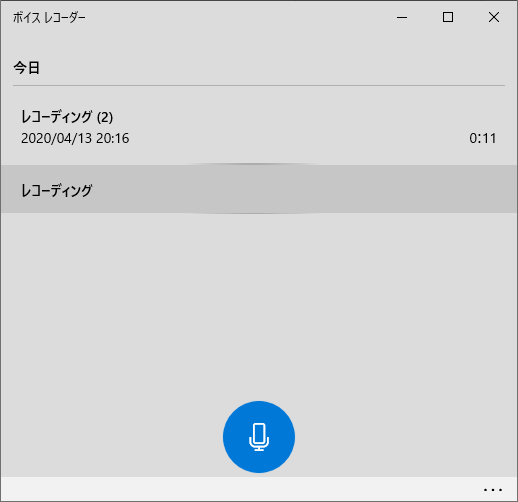 ボイス レコーダー
今日
レコーディング (2)
2020/04/13 20:16
0:11
レコーディング